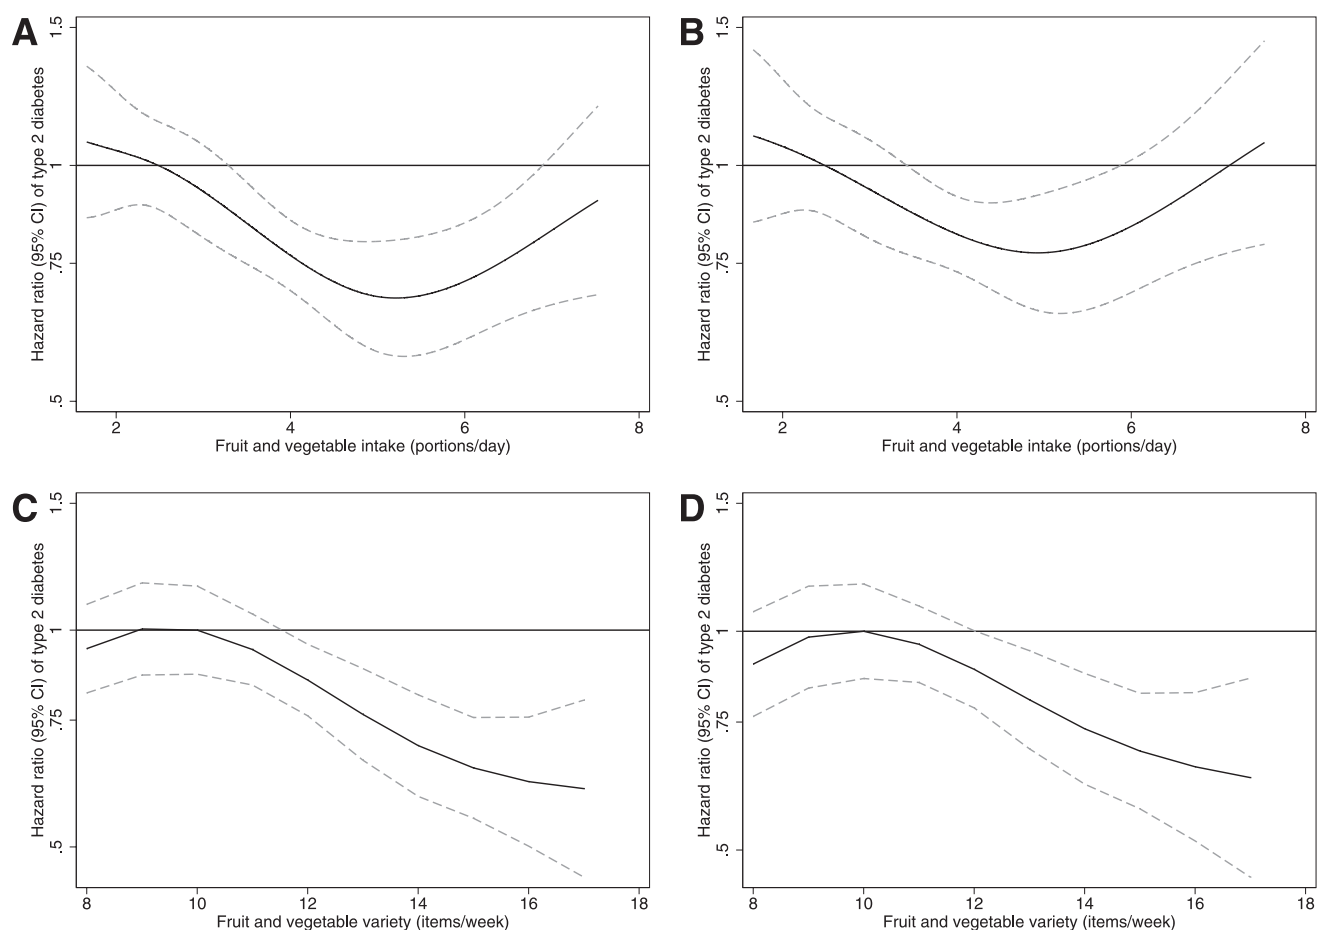 A
Hazard ratio (95% CI) of type 2 diabetes
1.5
1
.75
.5
2 4 6 8
Fruit and vegetable intake (portions/day)
B
Hazard ratio (95% CI) of type 2 diabetes
1.5
1
.75
.5
2 4 6 8
Fruit and vegetable intake (portions/day)
C
Hazard ratio (95% CI) of type 2 diabetes
1.5
1
.75
.5
8 10 12 14 16 18
Fruit and vegetable variety (items/week)
D
Hazard ratio (95% CI) of type 2 diabetes
1.5
1
.75
.5
8 10 12 14 16 18
Fruit and vegetable variety (items/week)